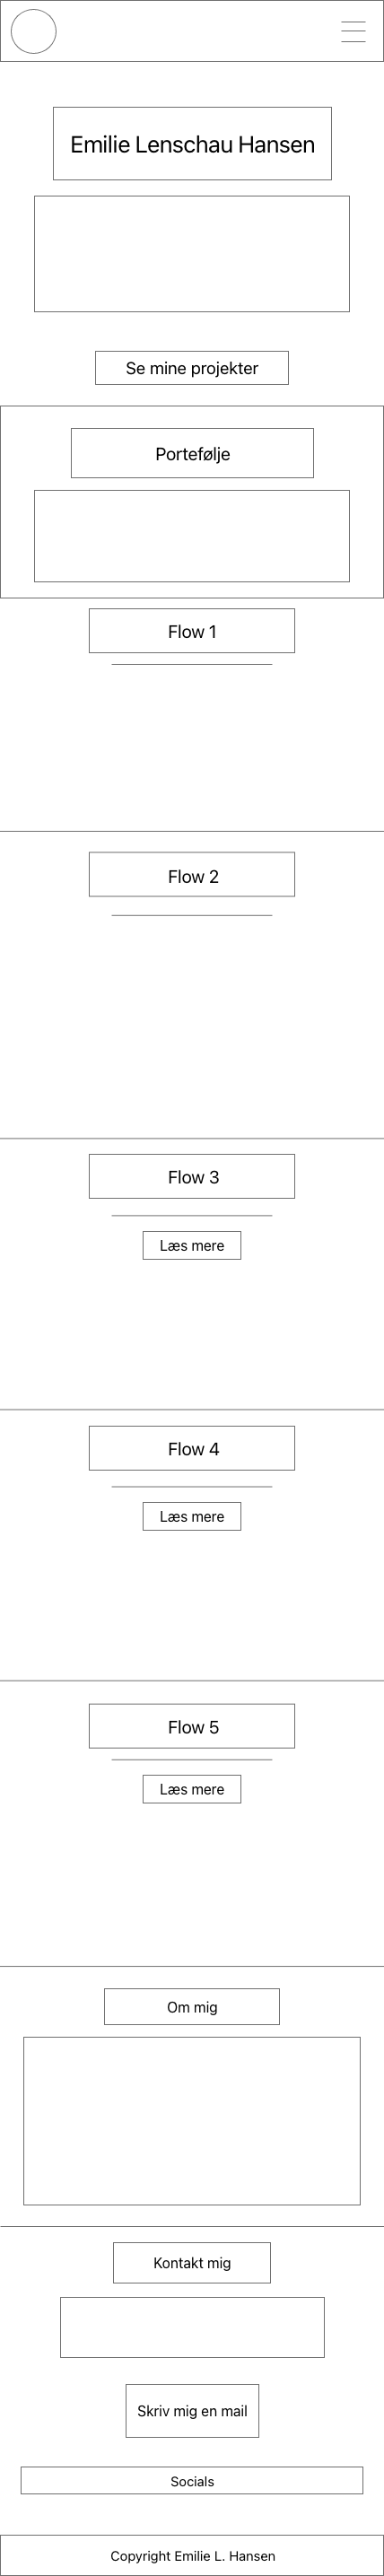 Emilie Lenschau Hansen
Se mine projekter
Portefølje
Flow 1
Flow 2
Flow 3
Læs mere
Flow 4
Læs mere
Flow 5
Læs mere
Om mig
Kontakt mig
Skriv mig en mail
Socials
Copyright Emilie L. Hansen